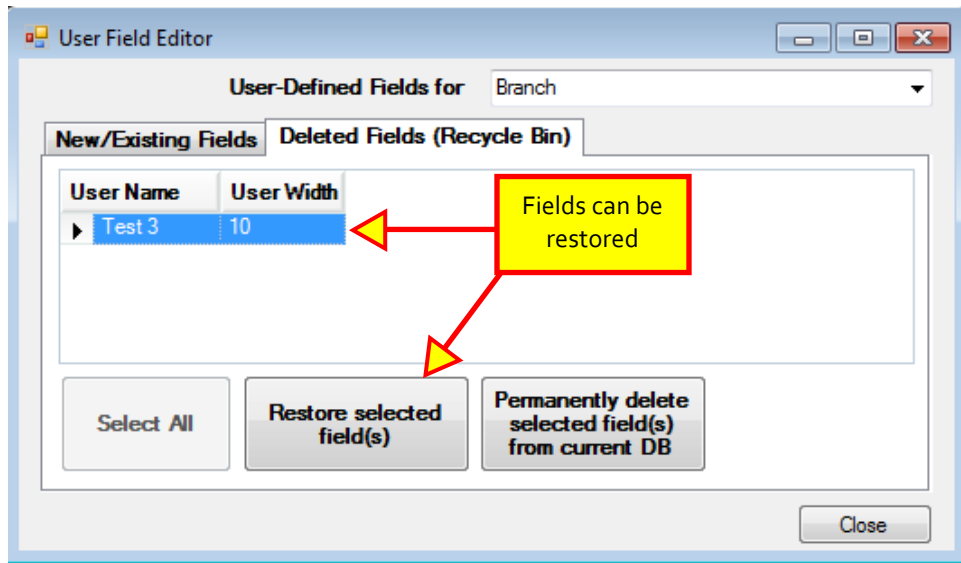 User Field Editor
User-Defined Fields for Branch
New/Existing Fields Deleted Fields (Recycle Bin)
User Name User Width
Test 3 10
Fields can be
restored
Select All
Restore selected
field(s)
Permanently delete
selected field(s)
from current DB
Close